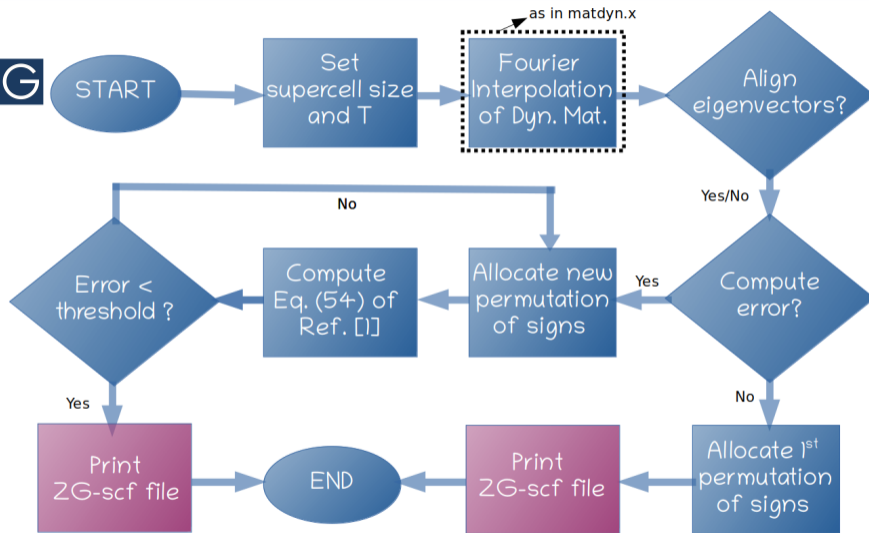 as in matdyn.x
G
START
Set
supercell size
and T
Fourier
Interpolation
of Dyn. Mat.
Align
eigenvectors?
Yes/No
No
Error <
threshold ?
Compute
Eq. (54) of
Ref. [1]
Allocate new
permutation
of signs
Yes
Compute
error?
Yes
No
Print
ZG-scf file
END
Print
ZG-scf file
Allocate 1st
permutation
of signs